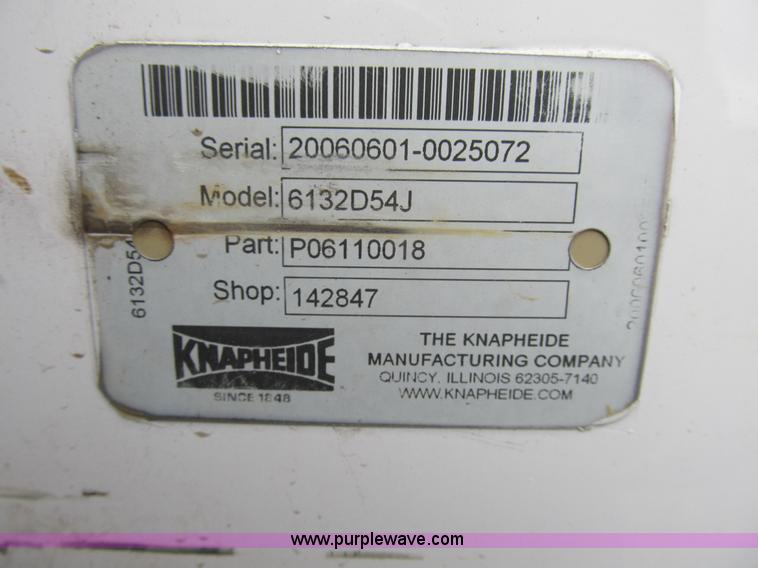 Serial: 20060601-0025072
Model: 6132D54J
Part: P06110018
Shop: 142847
6132D54
KNAPHEIDE
SINCE 1848
THE KNAPHEIDE
MANUFACTURING COMPANY
QUINCY, ILLINOIS 62305-7140
WWW.KNAPHEIDE.COM
www.purplewave.com